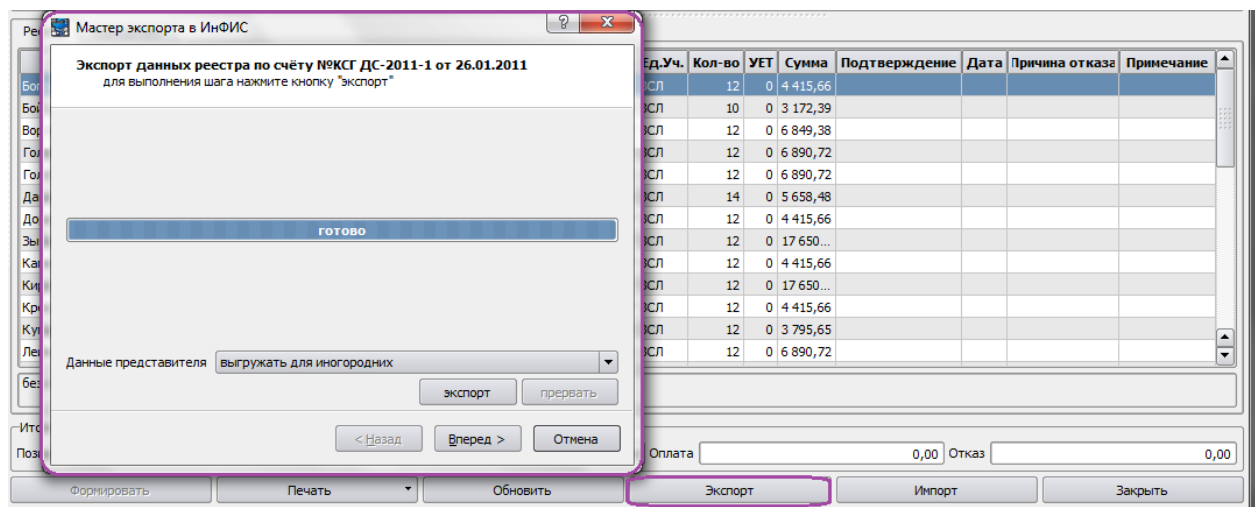 Мастер экспорта в ИнФИС
Экспорт данных реестра по счёту №КСГ ДС-2011-1 от 26.01.2011
для выполнения шага нажмите кнопку "экспорт"
готово
Данные представителя выгружать для иногородних
экспорт прервать
< Назад Вперед > Отмена
Ед.Уч. Кол-во УЕТ Сумма Подтверждение Дата Причина отказа Примечание
12 0 4 415,66
10 0 3 172,39
12 0 6 849,38
12 0 6 890,72
12 0 6 890,72
14 0 5 658,48
12 0 4 415,66
12 0 17 650...
12 0 4 415,66
12 0 17 650...
12 0 4 415,66
12 0 3 795,65
12 0 6 890,72
Оплата 0,00 Отказ 0,00
Формировать Печать Обновить Экспорт Импорт Закрыть